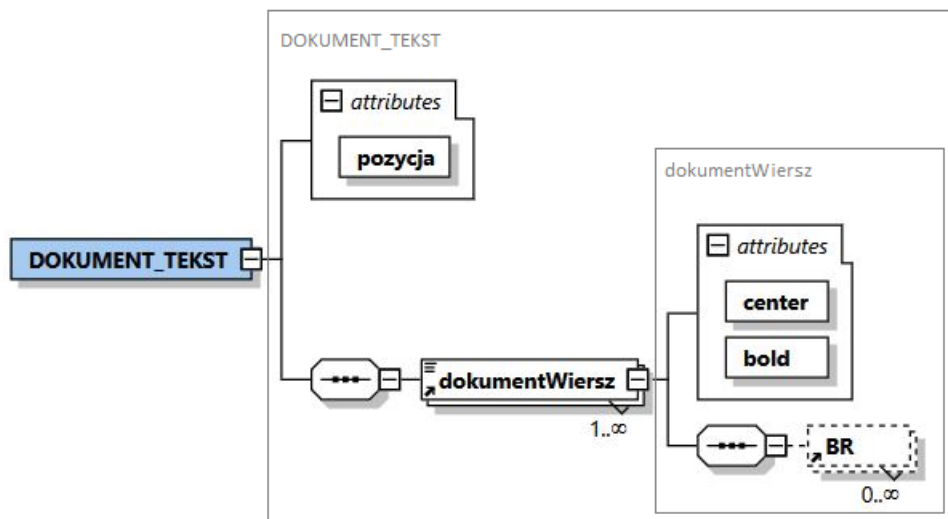 DOKUMENT_TEKST
attributes
pozycja
dokumentWiersz
attributes
DOKUMENT_TEKST
center
bold
dokumentWiersz
1..∞
BR
0..∞